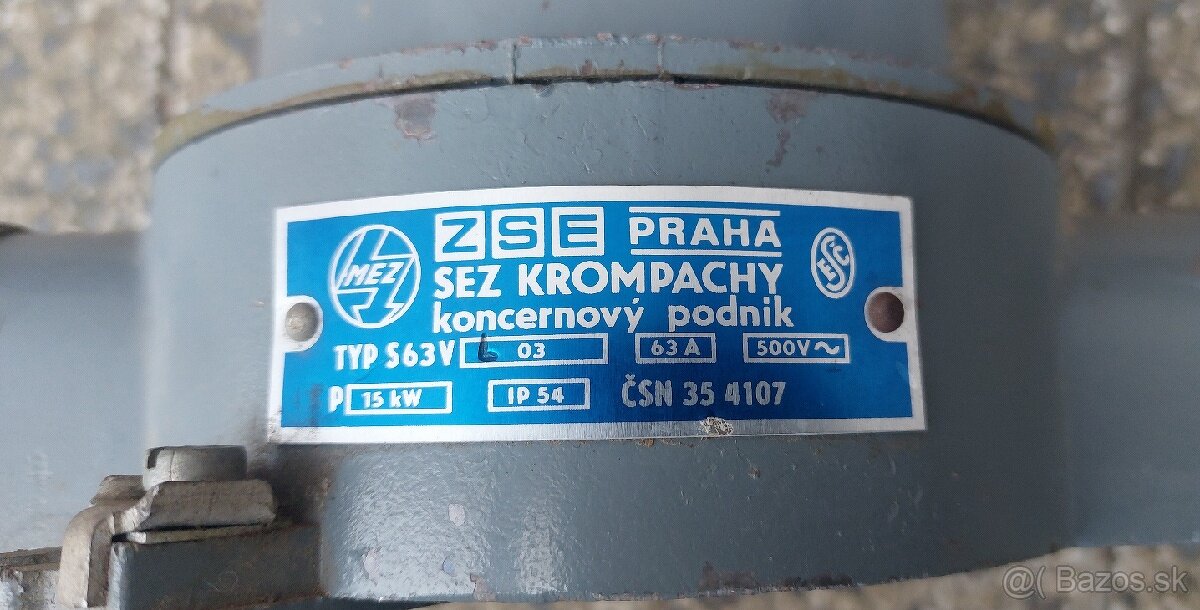 ZSE PRAHA
MEZ
ESČ
SEZ KROMPACHY
koncernový podnik
TYP S63V 03 63 A 500V~
P 15 kW IP 54 ČSN 35 4107
@( Bazos.sk